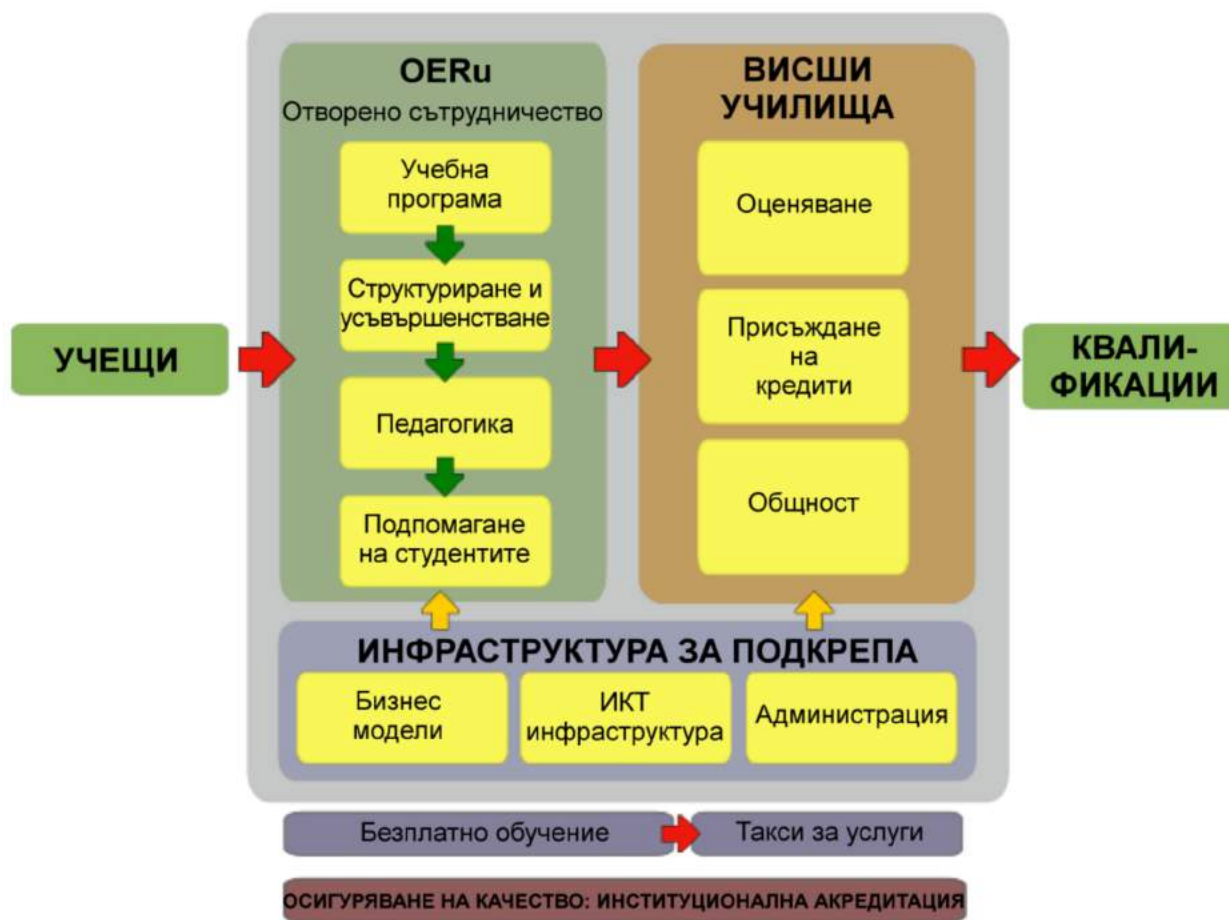 OERu
Отворено сътрудничество
Учебна
програма
Структуриране и
усъвършенстване
Педагогика
Подпомагане
на студентите
ВИСШИ
УЧИЛИЩА
Оценяване
Присъждане
на
кредити
Общност
УЧЕЩИ
КВАЛИ-
ФИКАЦИИ
ИНФРАСТРУКТУРА ЗА ПОДКРЕПА
Бизнес
модели
ИКТ
инфраструктура
Администрация
Безплатно обучение
Такси за услуги
ОСИГУРЯВАНЕ НА КАЧЕСТВО: ИНСТИТУЦИОНАЛНА АКРЕДИТАЦИЯ